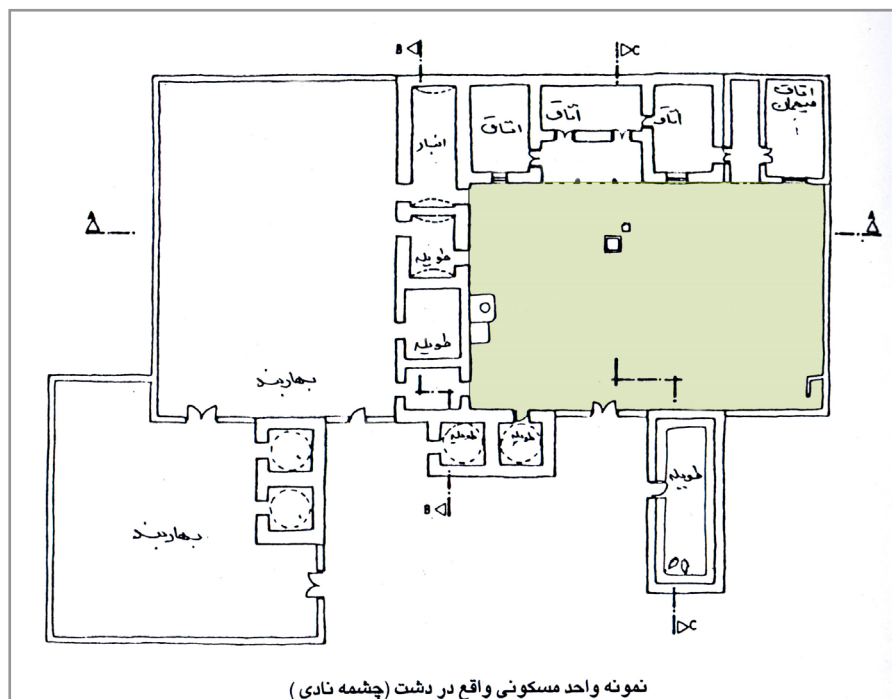 B
C
اتاق
میهمان
اتاق
اتاق
اتاق
انبار
A
A
طویله
طویله
بهاربند
طویله
طویله
طویله
B
بهاربند
C
نمونه واحد مسکونی واقع در دشت (چشمه نادی)